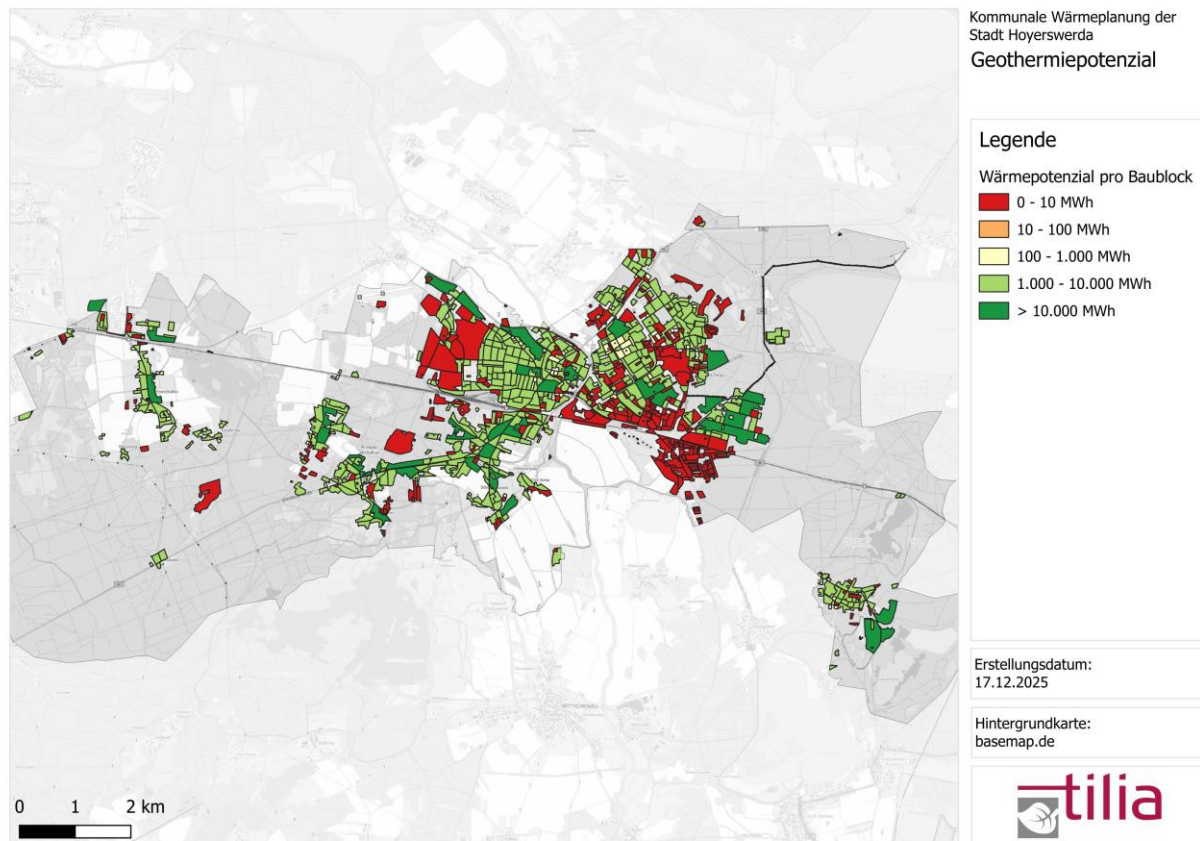 Kommunale Wärmeplanung der
Stadt Hoyerswerda
Geothermiepotenzial
Legende
Wärmepotenzial pro Baublock
0 - 10 MWh
10 - 100 MWh
100 - 1.000 MWh
1.000 - 10.000 MWh
> 10.000 MWh
WITTICHENAU
Erstellungsdatum:
17.12.2025
Hintergrundkarte:
basemap.de
0 1 2 km
tilia